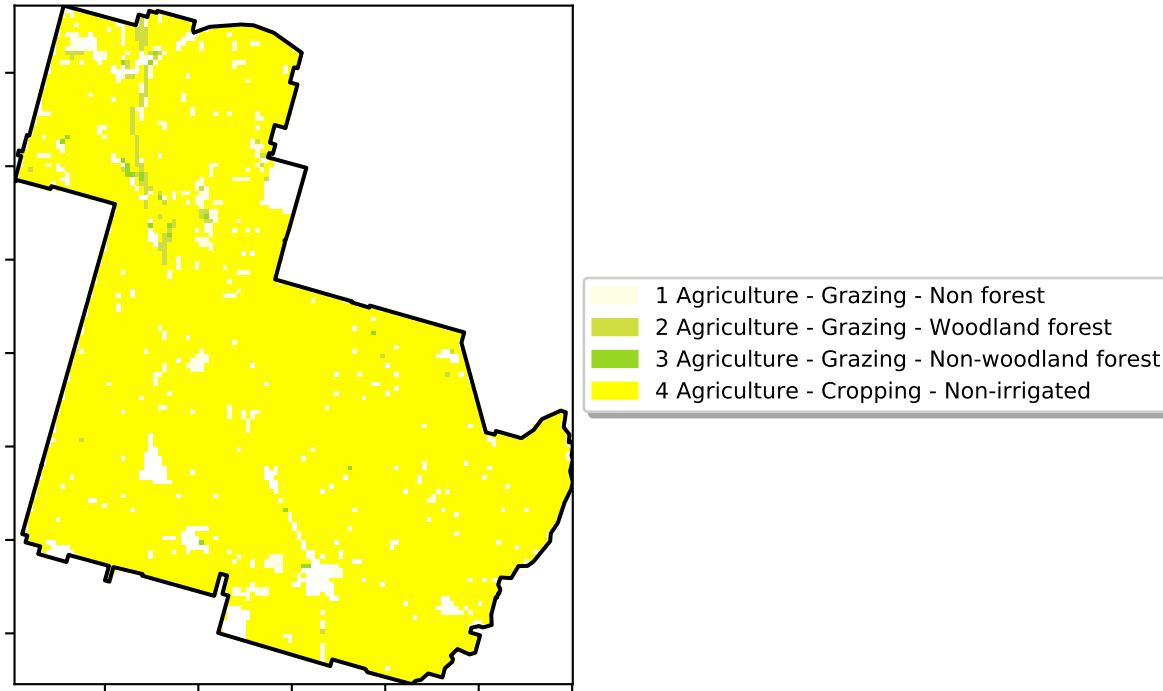 1 Agriculture - Grazing - Non forest
2 Agriculture - Grazing - Woodland forest
3 Agriculture - Grazing - Non-woodland forest
4 Agriculture - Cropping - Non-irrigated